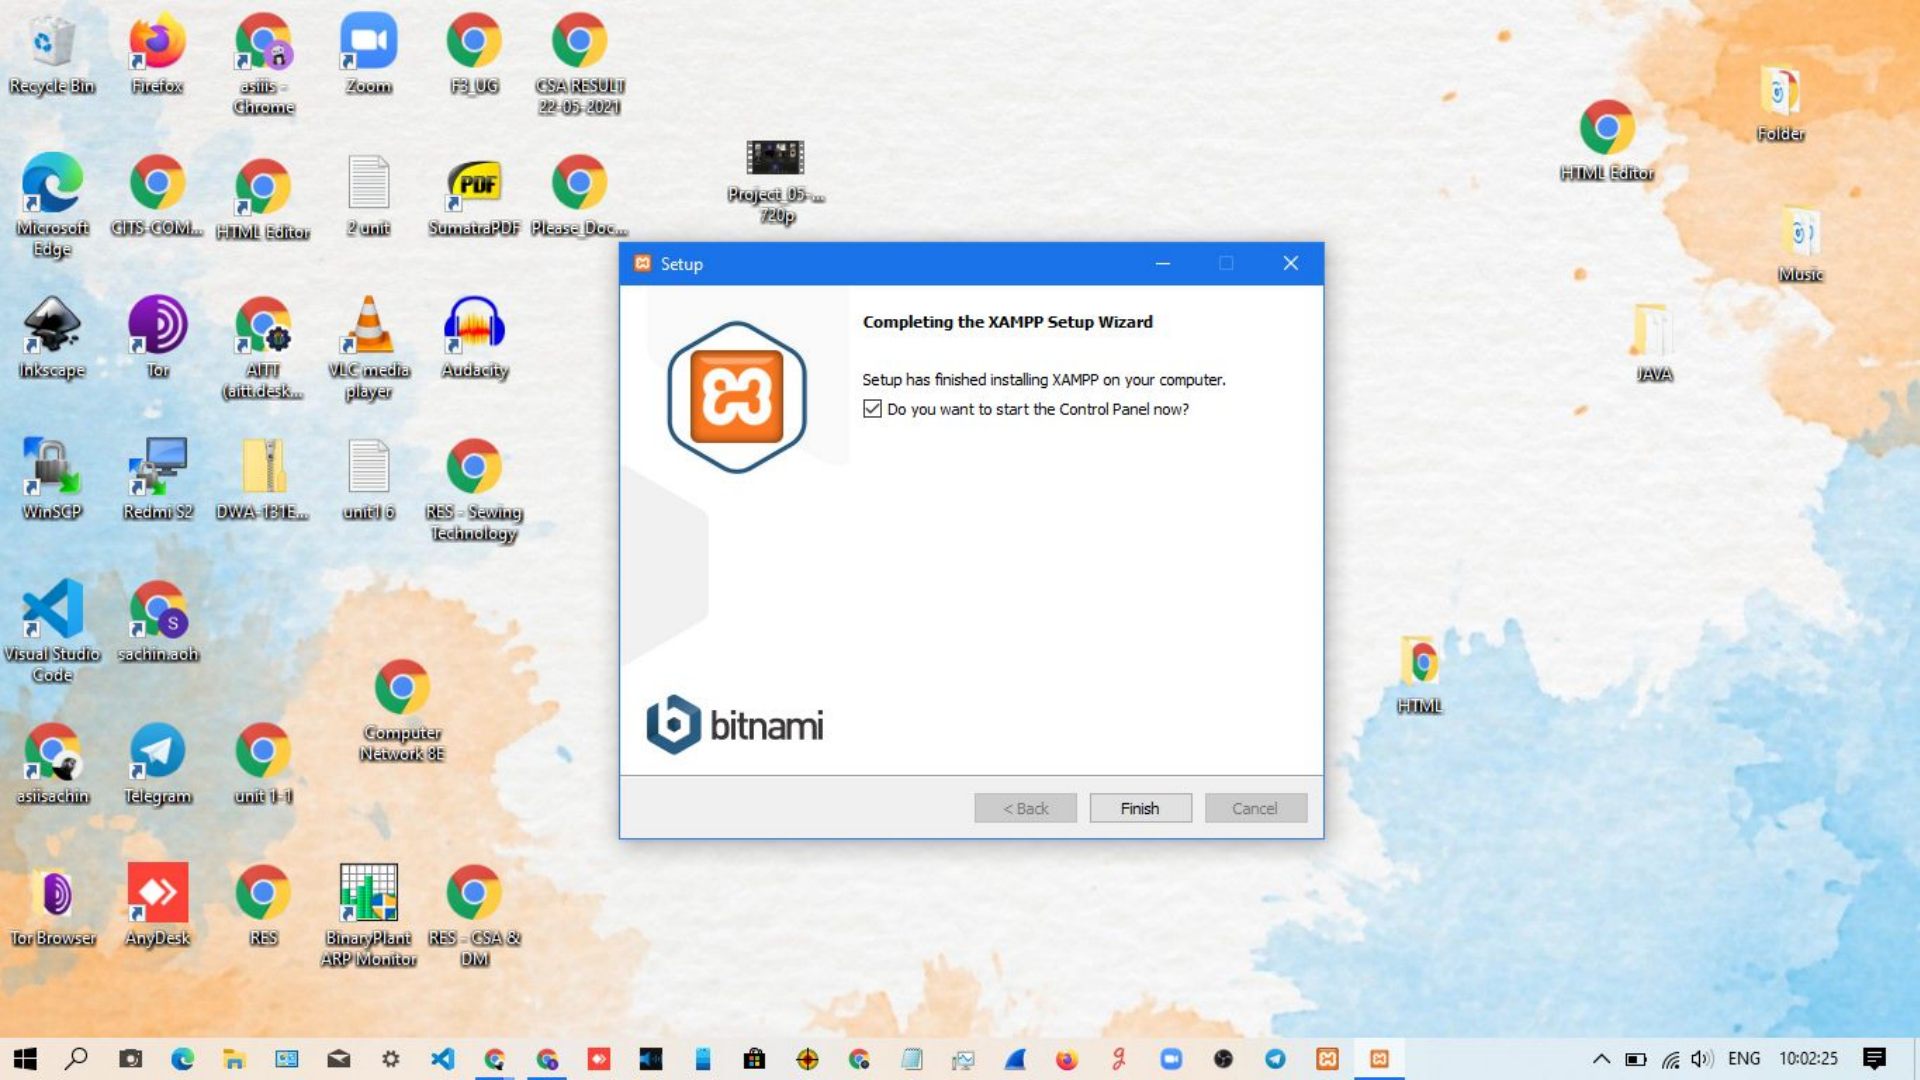 Recycle Bin
Firefox
asiiis -
Chrome
Zoom
F3_UG
CSA RESULT
22-05-2021
Microsoft
Edge
CITS-COM...
HTML Editor
2 unit
SumatraPDF
Please_Doc...
Project_05-...
720p
HTML Editor
Folder
Music
JAVA
HTML
Inkscape
Tor
AITT
(aitt.desk...
VLC media
player
Audacity
WinSCP
Redmi S2
DWA-131E...
unit1 6
RES - Sewing
Technology
Visual Studio
Code
S
sachin.aoh
Computer
Network 8E
asiisachin
Telegram
unit 1-1
Tor Browser
AnyDesk
RES
BinaryPlant
ARP Monitor
RES - CSA &
DM
PDF
Setup
Completing the XAMPP Setup Wizard
Setup has finished installing XAMPP on your computer.
Do you want to start the Control Panel now?
bitnami
< Back
Finish
Cancel
ENG
10:02:25